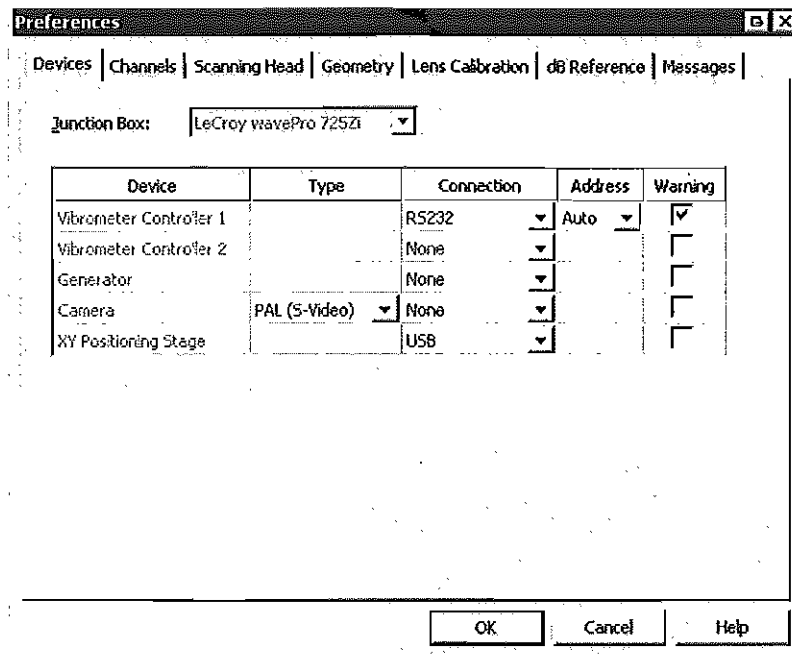 Preferences
Devices Channels Scanning Head Geometry Lens Calibration dB Reference Messages
Junction Box: LeCroy wavePro 725Zi
Device Type Connection Address Warning
Vibrometer Controller 1 RS232 Auto
Vibrometer Controller 2 None
Generator None
Camera PAL (S-Video) None
XY Positioning Stage USB
OK Cancel Help